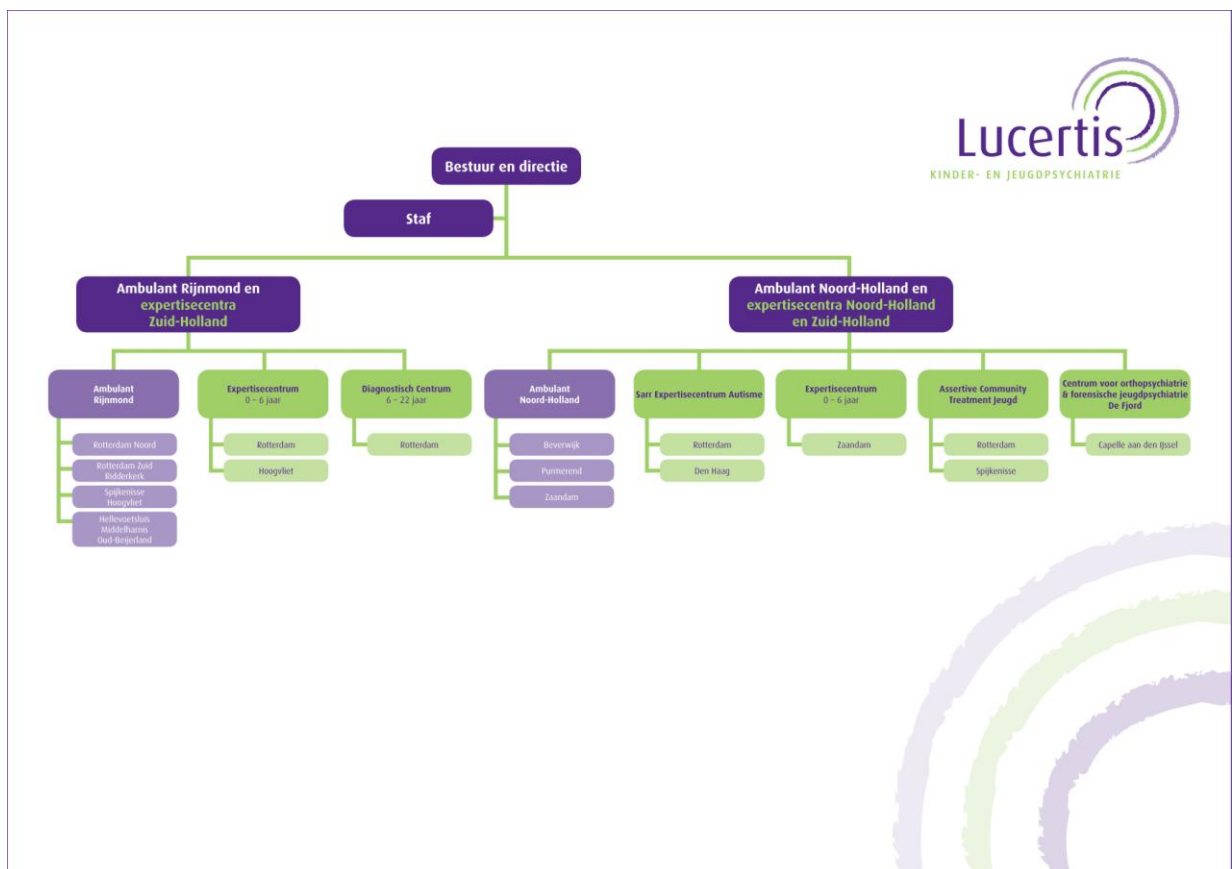 Lucertis
KINDER- EN JEUGDPSYCHIATRIE
Bestuur en directie
Staf
Ambulant Rijnmond en
expertisecentra
Zuid-Holland
Ambulant Noord-Holland en
expertisecentra Noord-Holland
en Zuid-Holland
Ambulant
Rijnmond
Rotterdam Noord
Rotterdam Zuid
Ridderkerk
Spijkenisse
Hoogvliet
Hellevoetsluis
Middelharnis
Oud-Beijerland
Expertisecentrum
0 – 6 jaar
Rotterdam
Hoogvliet
Diagnostisch Centrum
6 – 22 jaar
Rotterdam
Ambulant
Noord-Holland
Beverwijk
Purmerend
Zaandam
Sarr Expertisecentrum Autisme
Rotterdam
Den Haag
Expertisecentrum
0 – 6 jaar
Zaandam
Assertive Community
Treatment Jeugd
Rotterdam
Spijkenisse
Centrum voor orthopsychiatrie
& forensische jeugdpsychiatrie
De Fjord
Capelle aan den IJssel